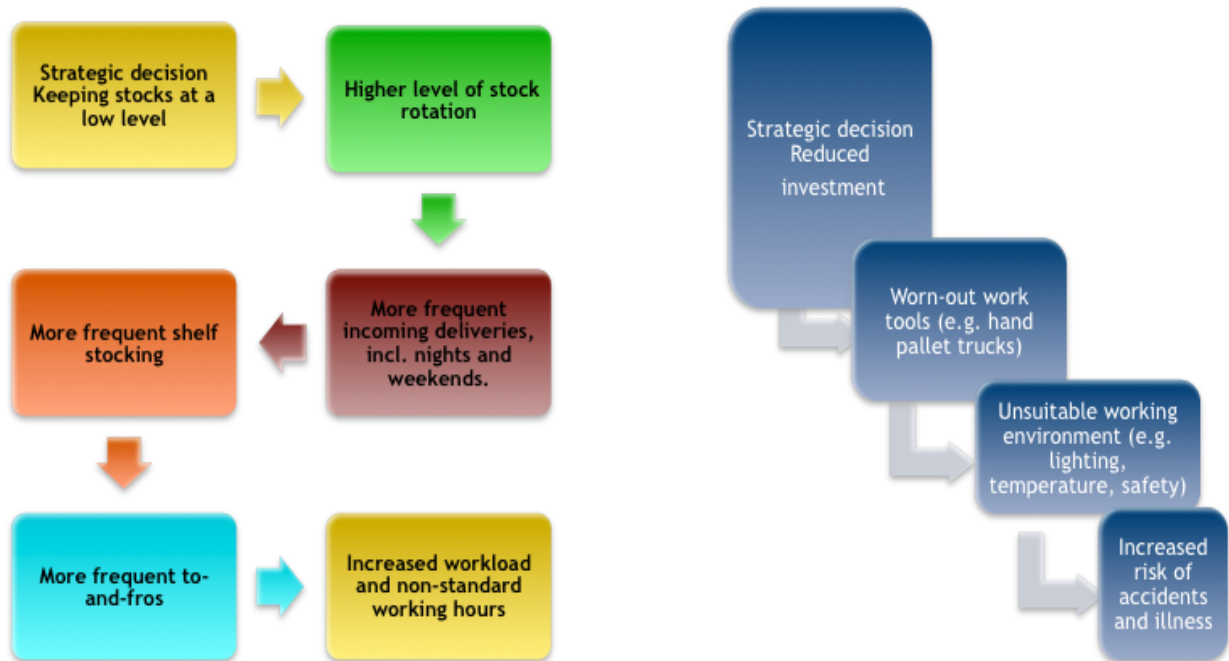 Strategic decision
Keeping stocks at a
low level
Higher level of stock
rotation
More frequent
incoming deliveries,
incl. nights and
weekends.
More frequent shelf
stocking
More frequent to-
and-fros
Increased workload
and non-standard
working hours
Strategic decision
Reduced
investment
Worn-out work
tools (e.g. hand
pallet trucks)
Unsuitable working
environment (e.g.
lighting,
temperature, safety)
Increased
risk of
accidents
and illness